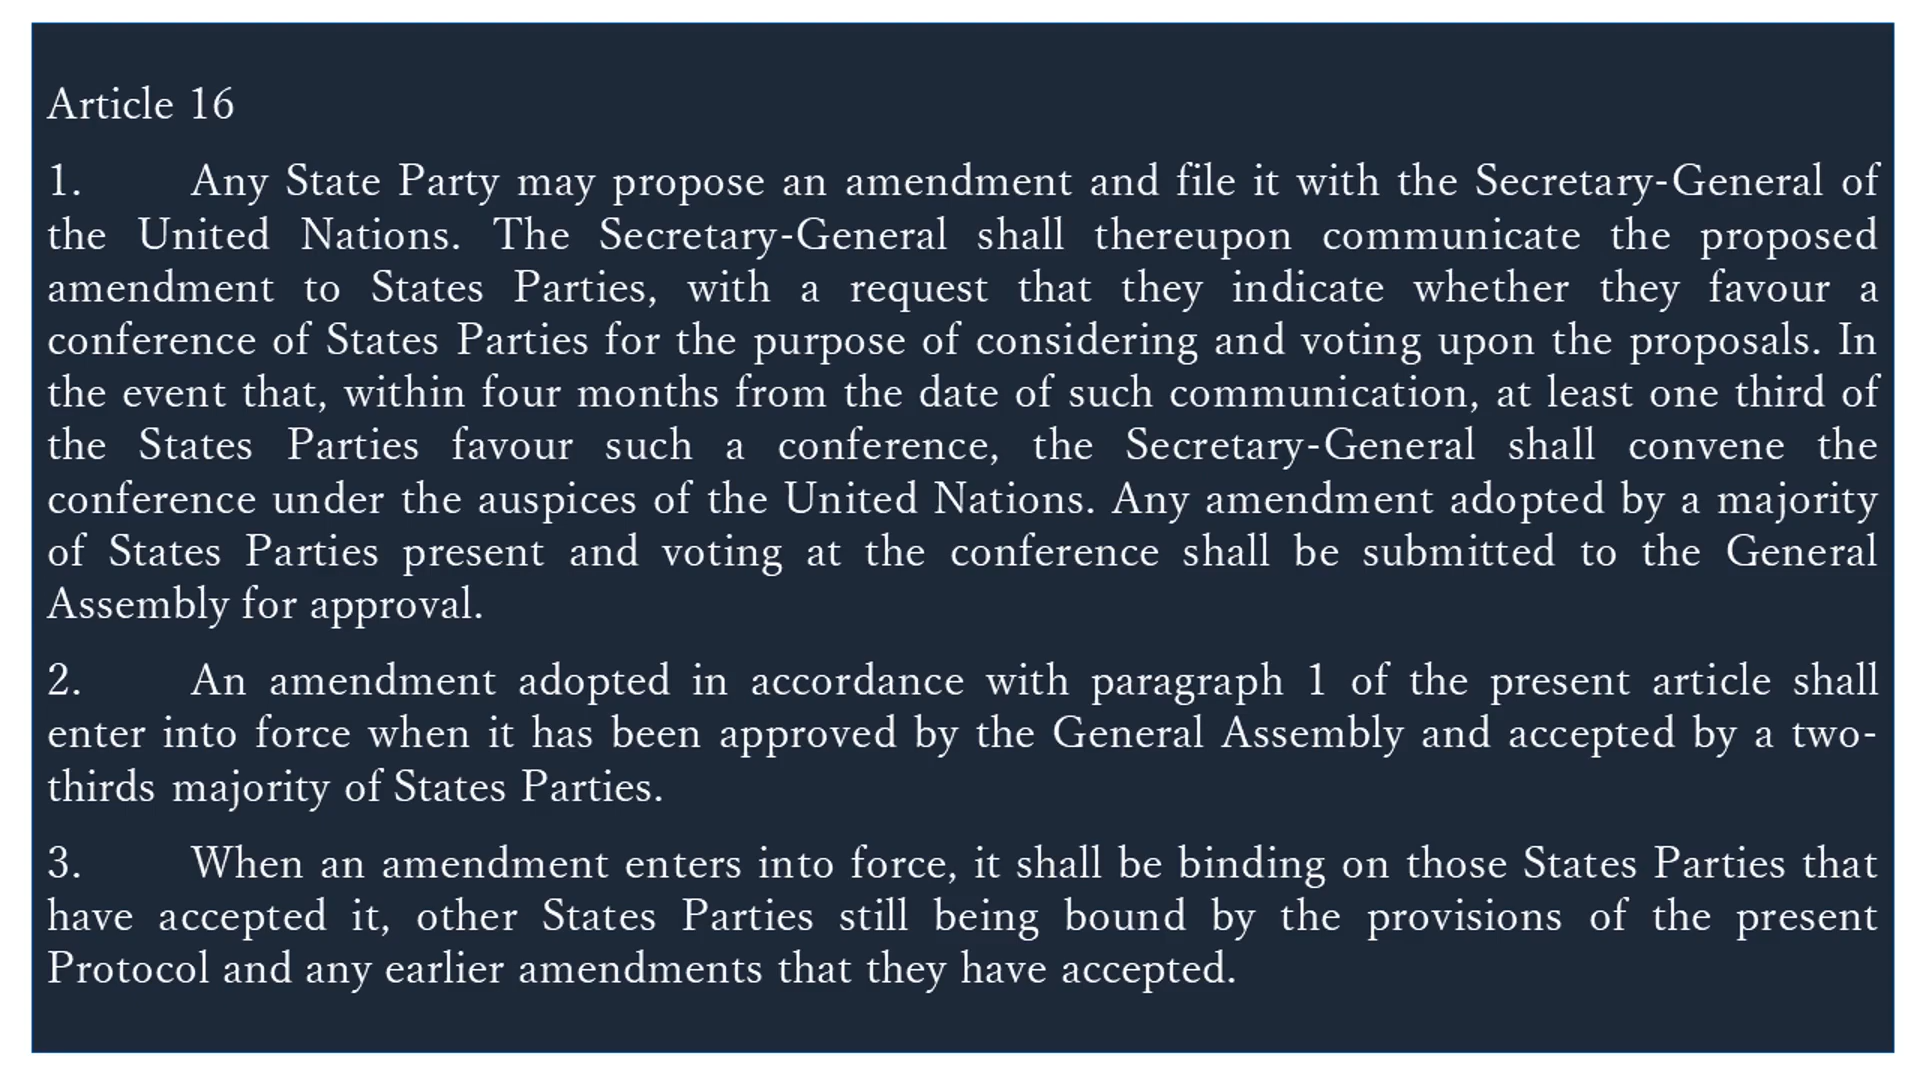 Article 16
1. Any State Party may propose an amendment and file it with the Secretary-General of
the United Nations. The Secretary-General shall thereupon communicate the proposed
amendment to States Parties, with a request that they indicate whether they favour a
conference of States Parties for the purpose of considering and voting upon the proposals. In
the event that, within four months from the date of such communication, at least one third of
the States Parties favour such a conference, the Secretary-General shall convene the
conference under the auspices of the United Nations. Any amendment adopted by a majority
of States Parties present and voting at the conference shall be submitted to the General
Assembly for approval.
2. An amendment adopted in accordance with paragraph 1 of the present article shall
enter into force when it has been approved by the General Assembly and accepted by a two-
thirds majority of States Parties.
3. When an amendment enters into force, it shall be binding on those States Parties that
have accepted it, other States Parties still being bound by the provisions of the present
Protocol and any earlier amendments that they have accepted.